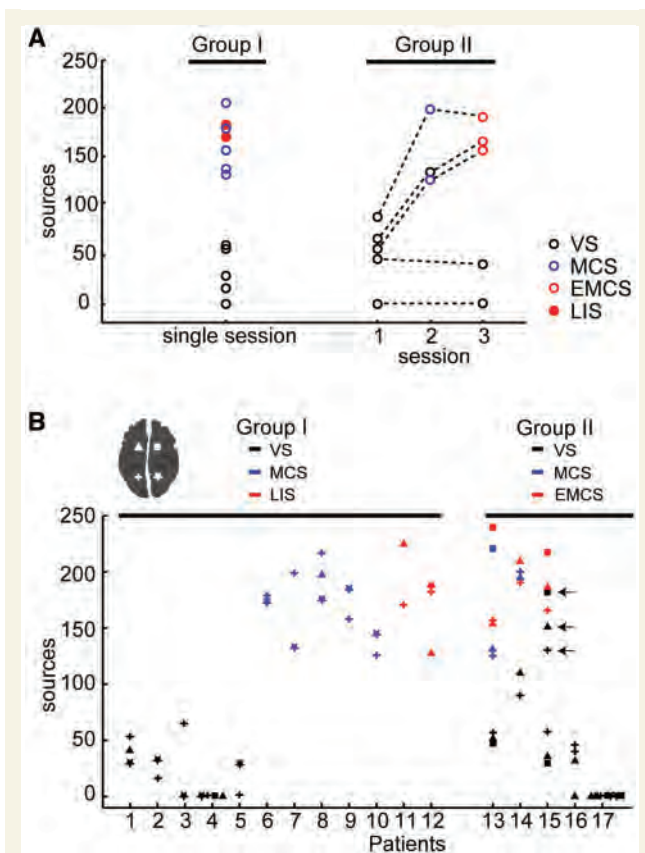 A
Group I
Group II
250
200
150
100
50
0
sources
single session
1 2 3
session
VS
MCS
EMCS
LIS
B
Group I
VS
MCS
LIS
Group II
VS
MCS
EMCS
250
200
150
100
50
0
sources
1 2 3 4 5 6 7 8 9 10 11 12 13 14 15 16 17
Patients